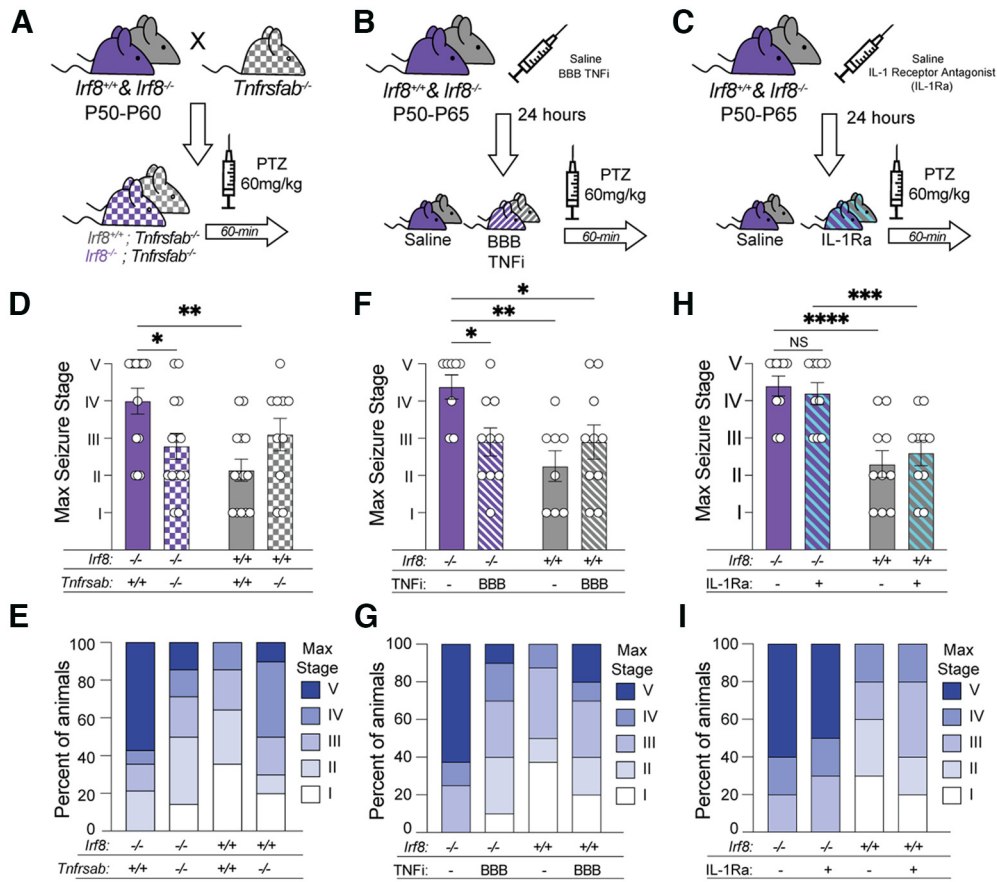 A
X
Irf8+/+ & Irf8-/-
Tnfrsfab-/-
P50-P60
PTZ
60mg/kg
Irf8+/+ ; Tnfrsfab-/-
Irf8-/- ; Tnfrsfab-/-
60-min
B
Saline
BBB TNFi
Irf8+/+ & Irf8-/-
P50-P65
24 hours
PTZ
60mg/kg
Saline
BBB
TNFi
60-min
C
Saline
IL-1 Receptor Antagonist
(IL-1Ra)
Irf8+/+ & Irf8-/-
P50-P65
24 hours
PTZ
60mg/kg
Saline
IL-1Ra
60-min
D
**
*
Max Seizure Stage
V
IV
III
II
I
Irf8: -/- -/- +/+ +/+
Tnfrsab: +/+ -/- +/+ -/-
F
*
**
*
Max Seizure Stage
V
IV
III
II
I
Irf8: -/- -/- +/+ +/+
TNFi: - BBB - BBB
H
***
****
NS
Max Seizure Stage
V
IV
III
II
I
Irf8: -/- -/- +/+ +/+
IL-1Ra: - + - +
E
Percent of animals
100
80
60
40
20
0
Max
Stage
V
IV
III
II
I
Irf8: -/- -/- +/+ +/+
Tnfrsab: +/+ -/- +/+ -/-
G
Percent of animals
100
80
60
40
20
0
Max
Stage
V
IV
III
II
I
Irf8: -/- -/- +/+ +/+
TNFi: - BBB - BBB
I
Percent of animals
100
80
60
40
20
0
Max
Stage
V
IV
III
II
I
Irf8: -/- -/- +/+ +/+
IL-1Ra: - + - +